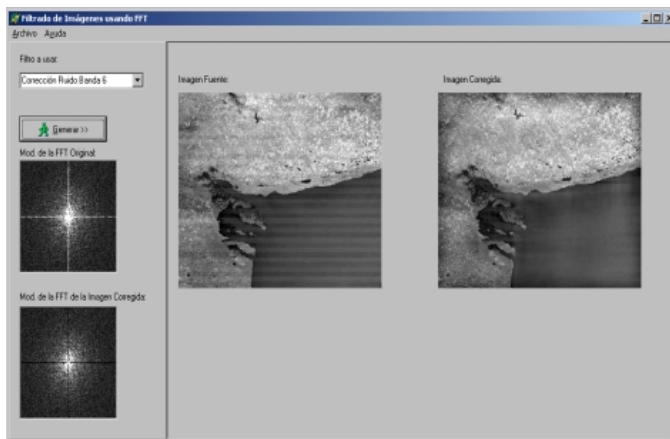 Filtrado de Imágenes usando FFT
Archivo Ayuda
Filtro a usar:
Corrección Ruido Banda 6
Generar >>
Mod. de la FFT Original:
Mod. de la FFT de la Imagen Corregida:
Imagen Fuente:
Imagen Corregida: